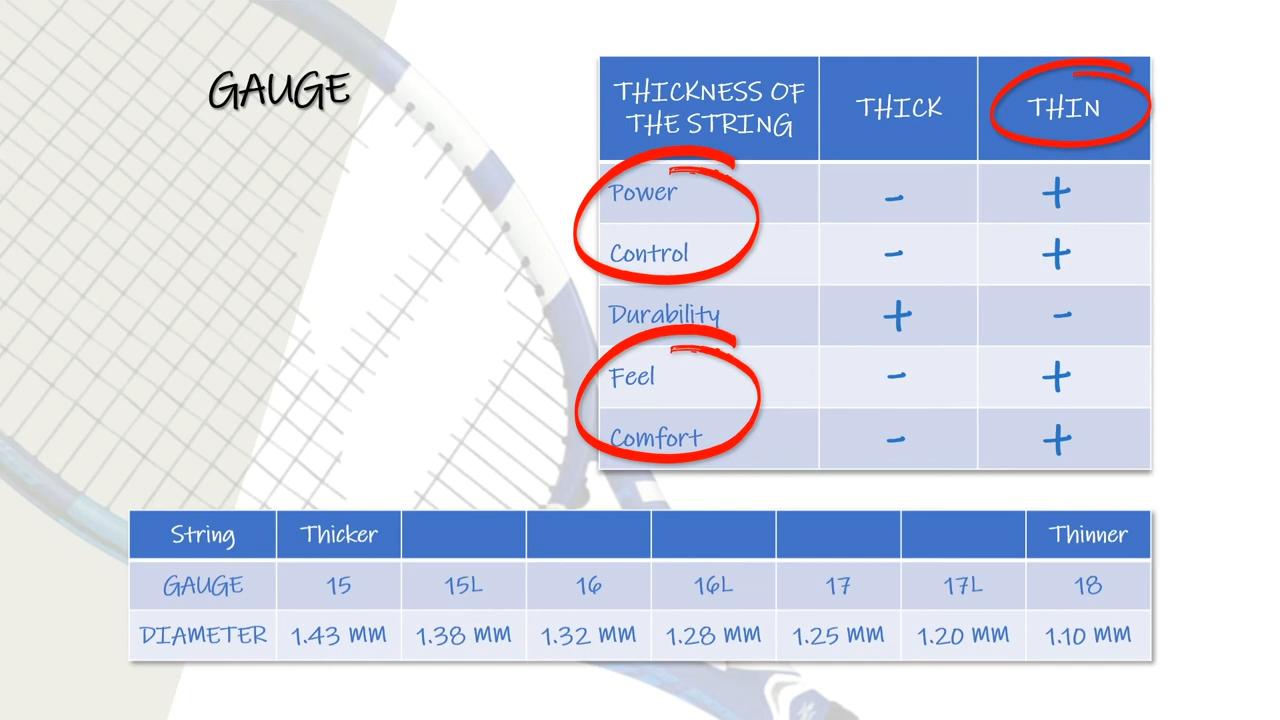 GAUGE
THICKNESS OF
THE STRING
THICK
THIN
Power - +
Control - +
Durability + -
Feel - +
Comfort - +
String Thicker Thinner
GAUGE 15 15L 16 16L 17 17L 18
DIAMETER 1.43 MM 1.38 MM 1.32 MM 1.28 MM 1.25 MM 1.20 MM 1.10 MM